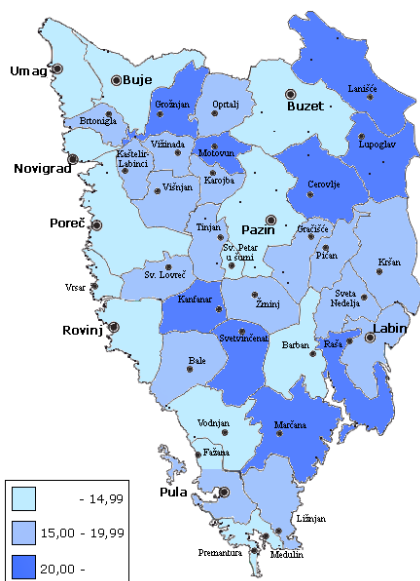 Umag
Buje
Buzet
Lanišće
Grožnjan
Oprtalj
Brtonigla
Lupoglav
Vižinada
Motovun
Novigrad
Kaštelir-
Labinci
Karojba
Višnjan
Cerovlje
Poreč
Pazin
Tinjan
Gračišće
Sv. Petar
u šumi
Pićan
Sv. Lovreč
Kršan
Vrsar
Kanfanar
Žminj
Sveta
Nedelja
Rovinj
Svetvinčenat
Barban
Raša
Labin
Bale
Vodnjan
Marčana
Fažana
Pula
Ližnjan
Premantura
Medulin
- 14,99
15,00 - 19,99
20,00 -